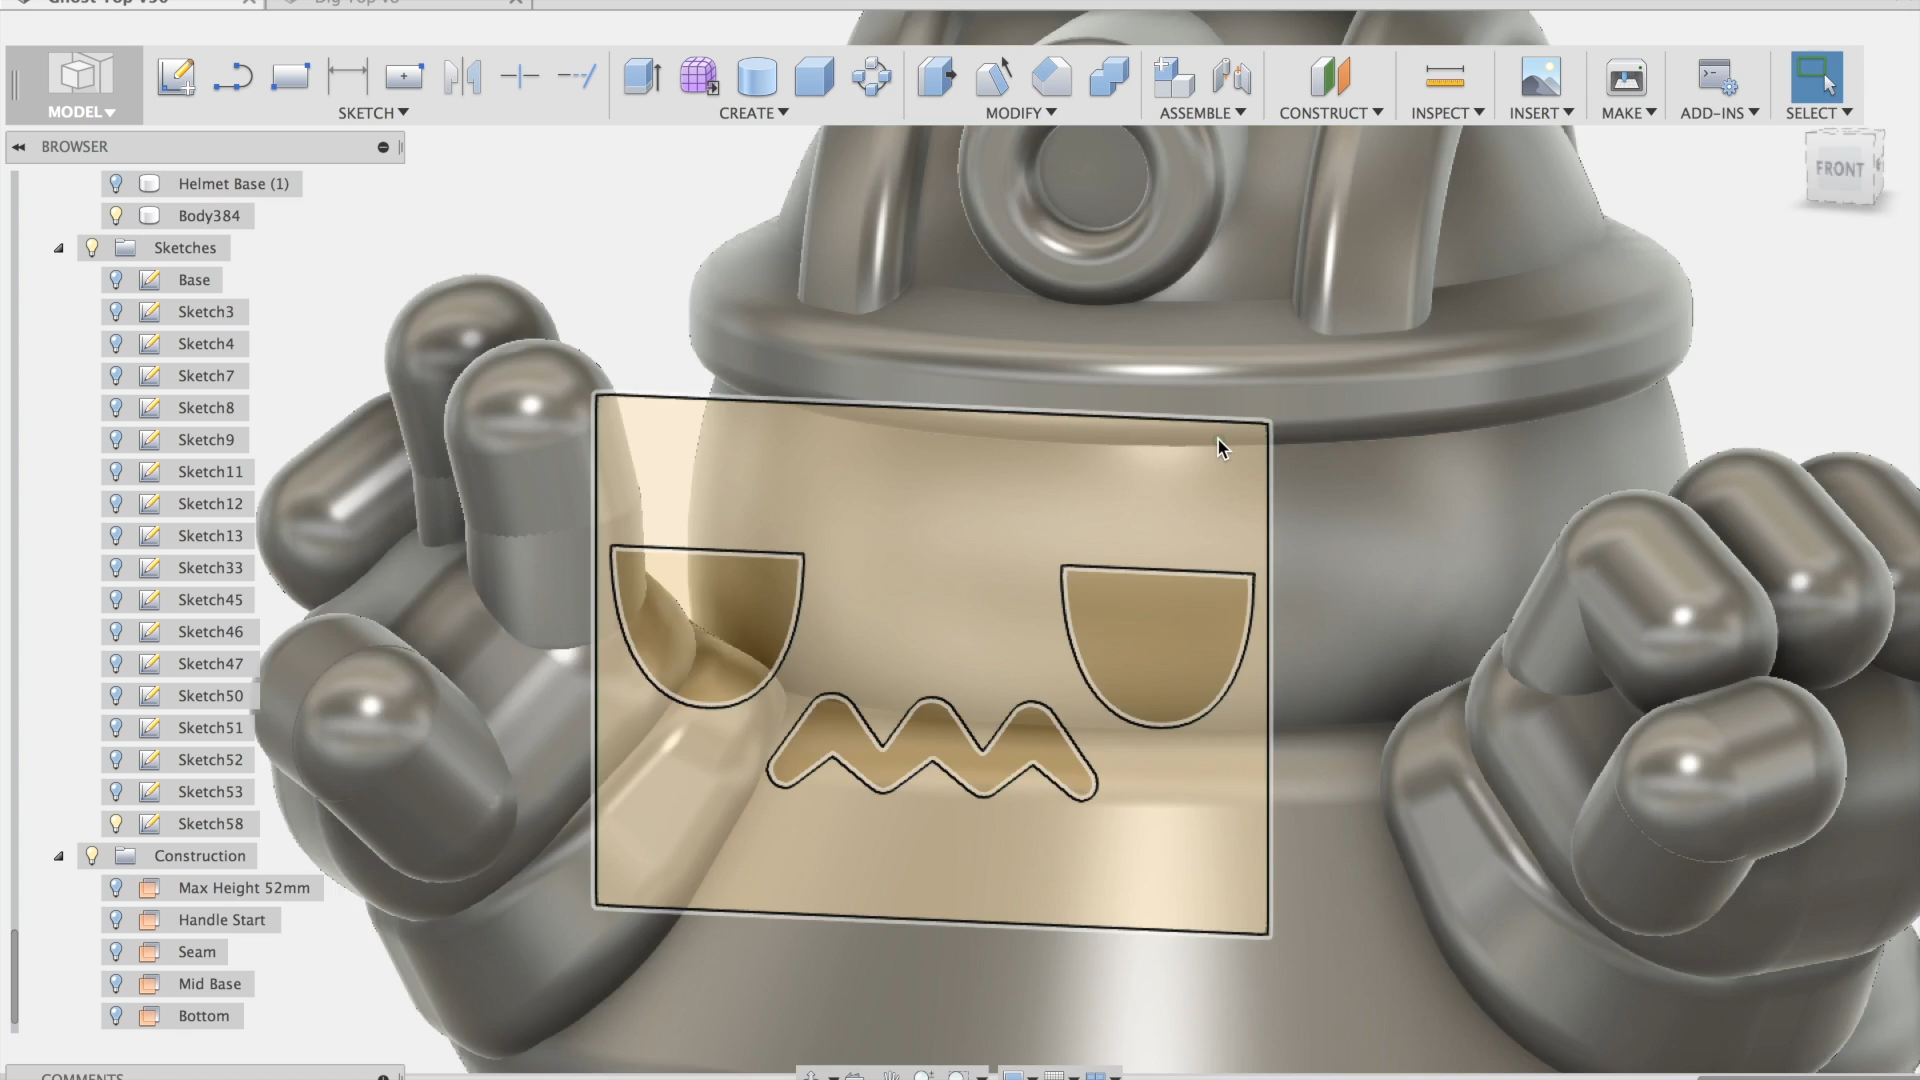 MODEL
SKETCH
CREATE
MODIFY
ASSEMBLE
CONSTRUCT
INSPECT
INSERT
MAKE
ADD-INS
SELECT
BROWSER
FRONT
Helmet Base (1)
Body384
Sketches
Base
Sketch3
Sketch4
Sketch7
Sketch8
Sketch9
Sketch11
Sketch12
Sketch13
Sketch33
Sketch45
Sketch46
Sketch47
Sketch50
Sketch51
Sketch52
Sketch53
Sketch58
Construction
Max Height 52mm
Handle Start
Seam
Mid Base
Bottom
COMMENTS